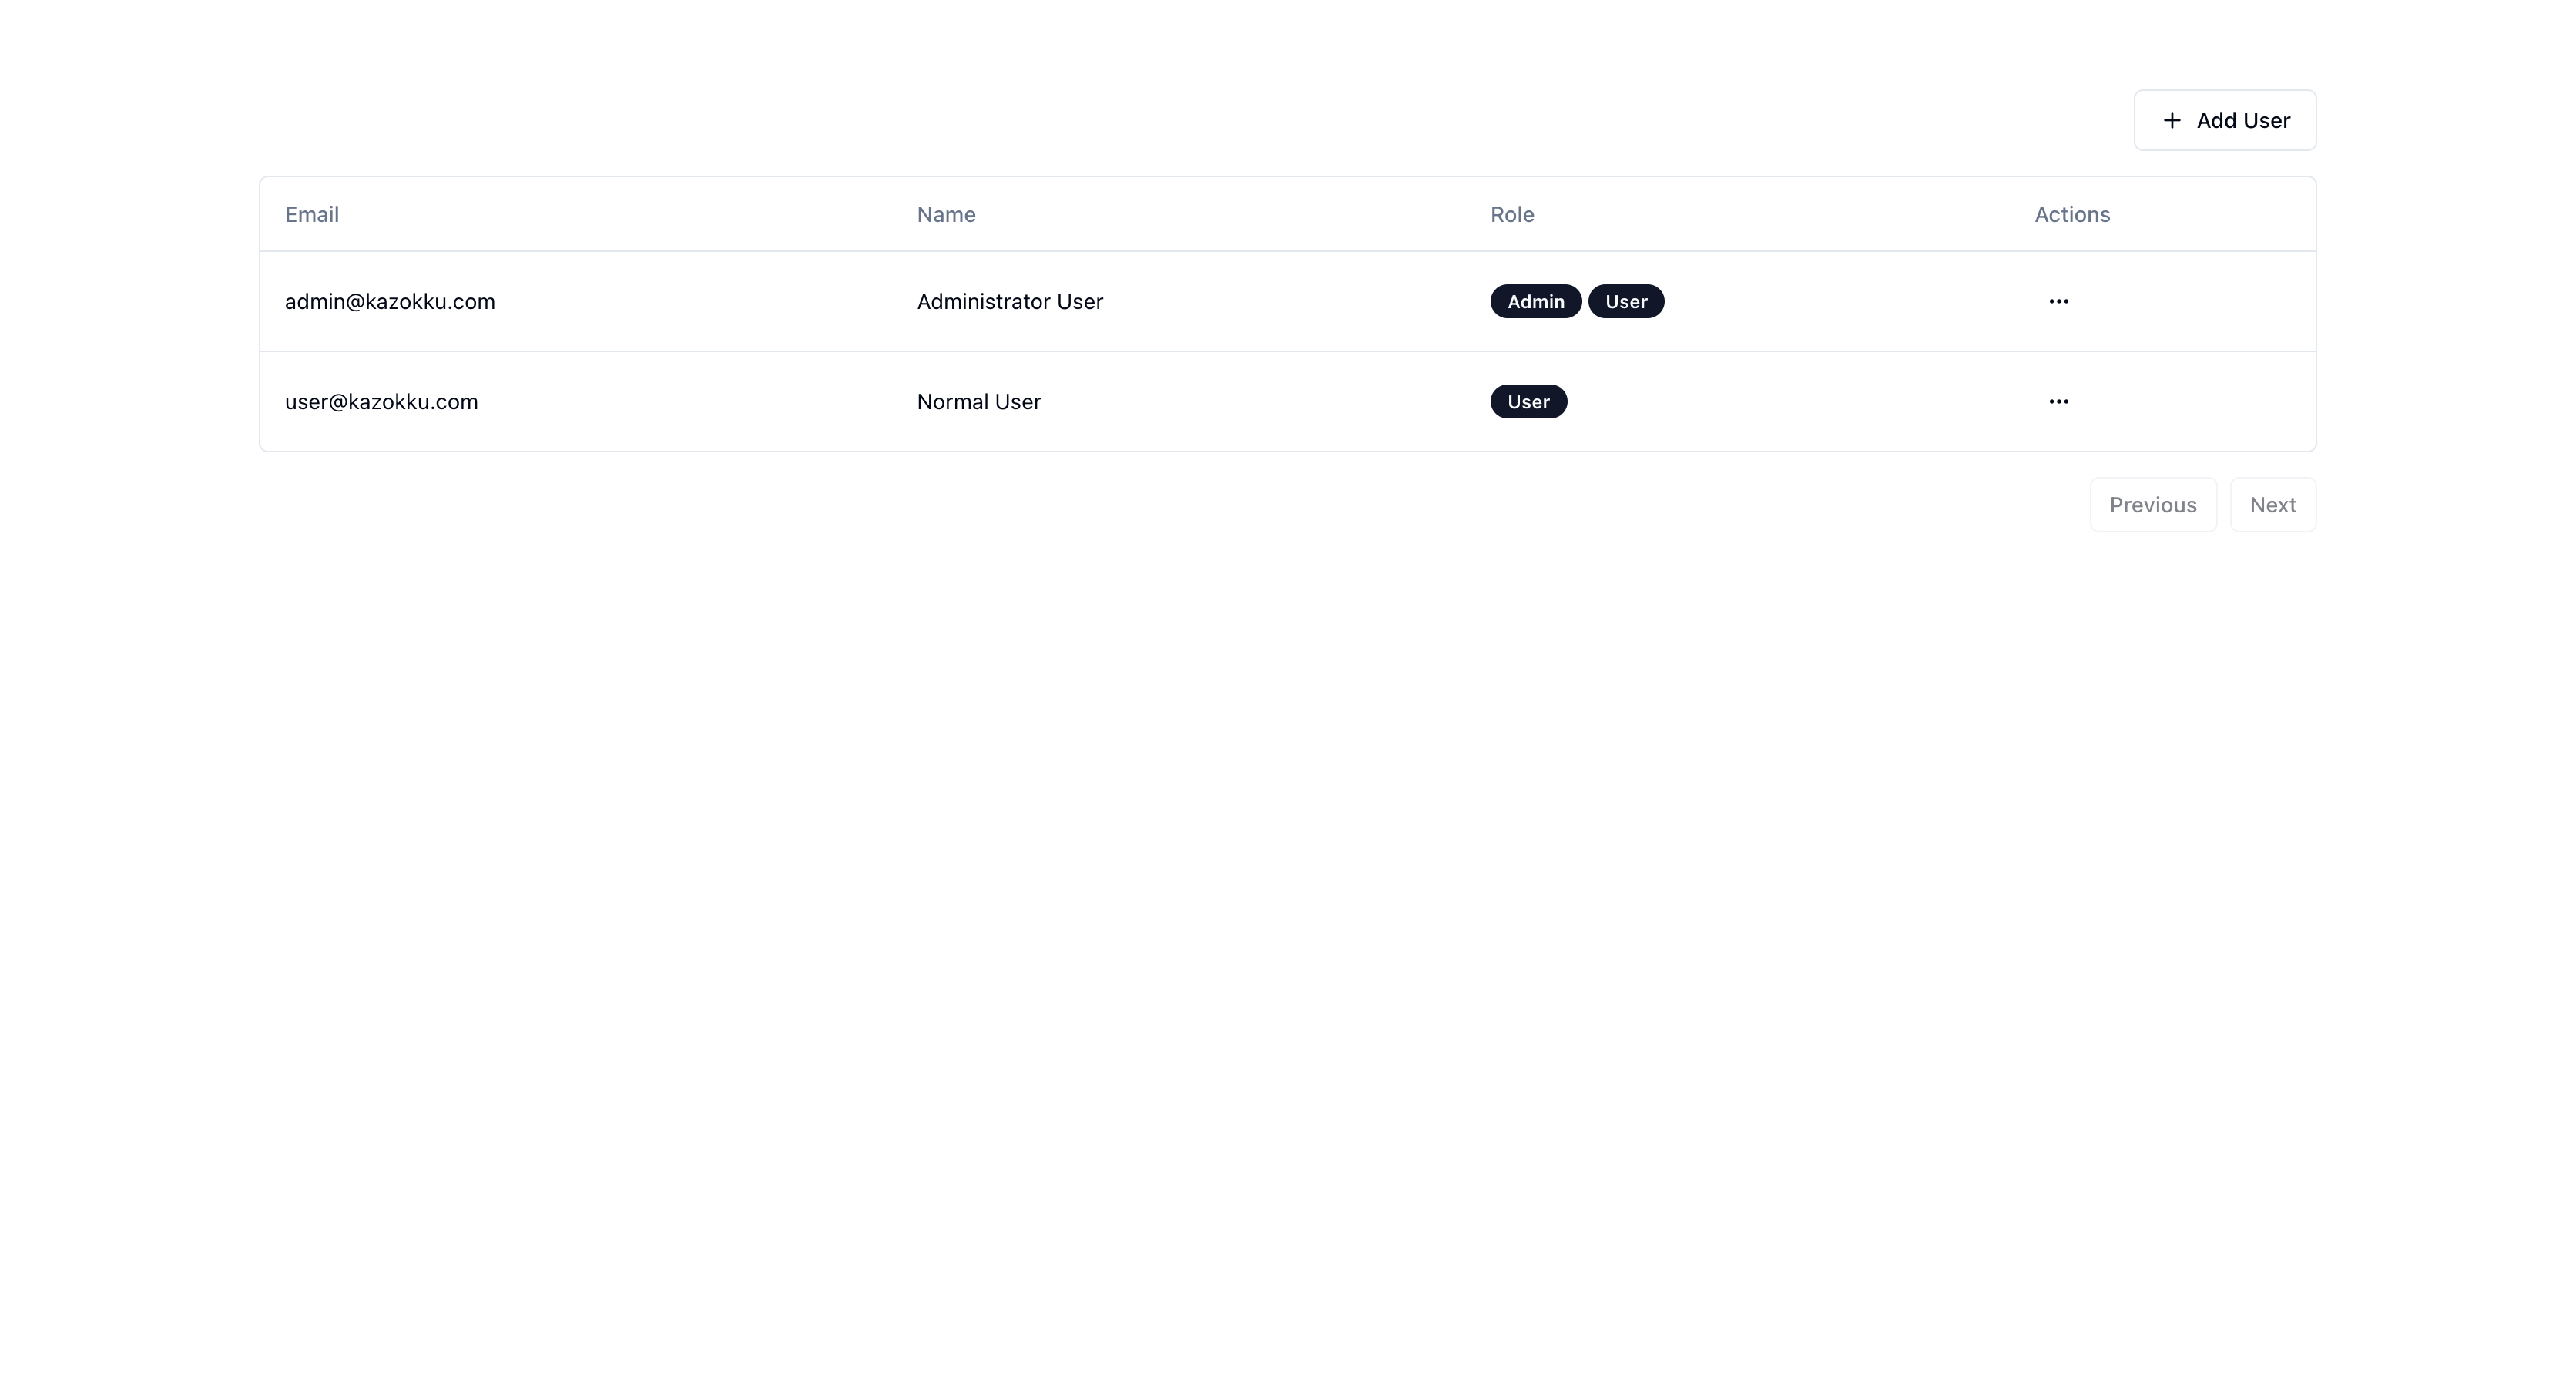 Add User
Email Name Role Actions
admin@kazokku.com Administrator User Admin User
user@kazokku.com Normal User User
Previous Next